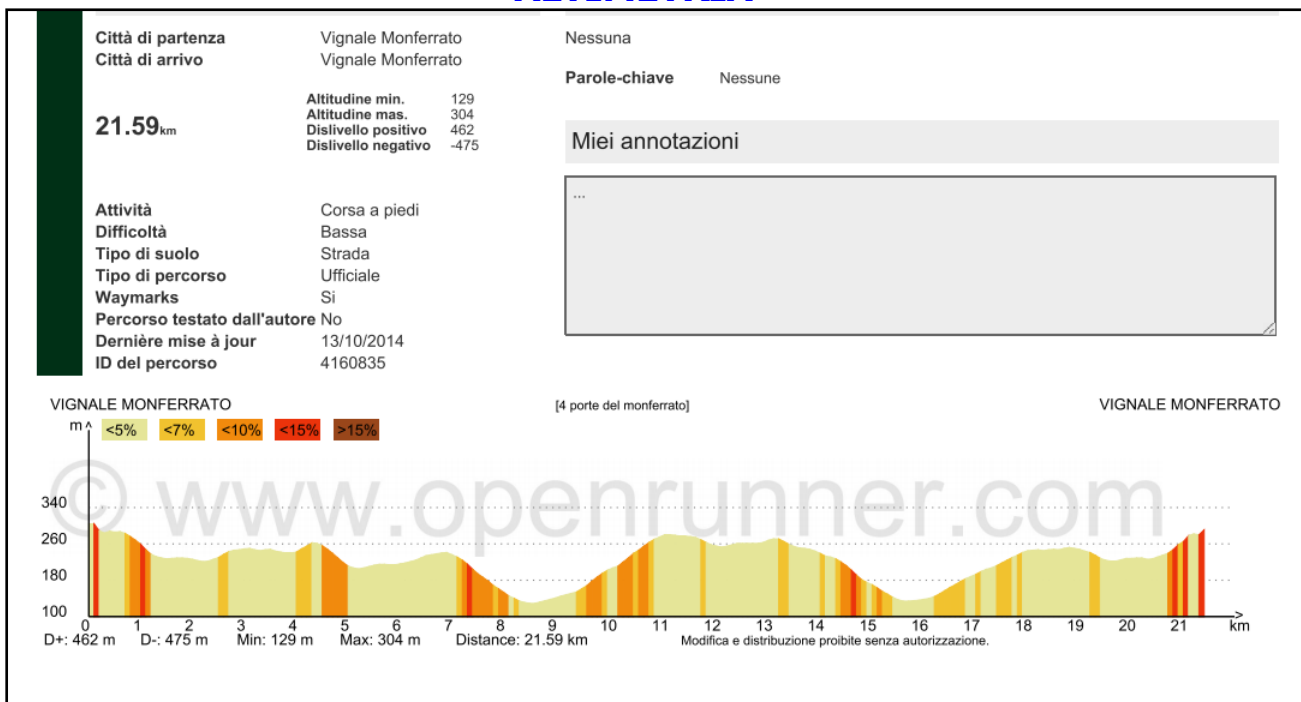 Città di partenza Vignale Monferrato
Città di arrivo Vignale Monferrato
Nessuna
Parole-chiave Nessune
21.59km
Altitudine min. 129
Altitudine mas. 304
Dislivello positivo 462
Dislivello negativo -475
Miei annotazioni
...
Attività Corsa a piedi
Difficoltà Bassa
Tipo di suolo Strada
Tipo di percorso Ufficiale
Waymarks Si
Percorso testato dall'autore No
Dernière mise à jour 13/10/2014
ID del percorso 4160835
VIGNALE MONFERRATO [4 porte del monferrato] VIGNALE MONFERRATO
m <5% <7% <10% <15% >15%
© www.openrunner.com
340
260
180
100
0 1 2 3 4 5 6 7 8 9 10 11 12 13 14 15 16 17 18 19 20 21 km
D+: 462 m D-: 475 m Min: 129 m Max: 304 m Distance: 21.59 km Modifica e distribuzione proibite senza autorizzazione.